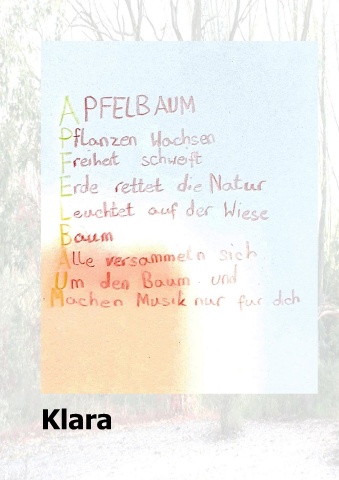 APFELBAUM
Pflanzen Wachsen
Freiheit schweift
Erde rettet die Natur
Leuchtet auf der Wiese
Baum
Alle versammeln sich
Um den Baum und
Machen Musik nur für dich
Klara